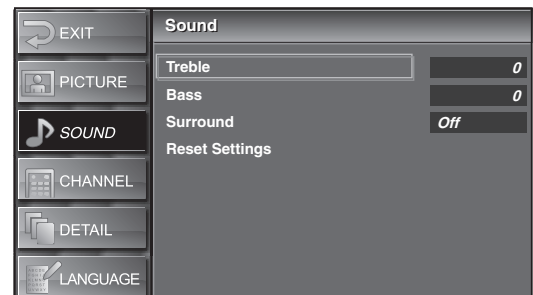 EXIT
PICTURE
SOUND
CHANNEL
DETAIL
LANGUAGE
Sound
Treble 0
Bass 0
Surround Off
Reset Settings